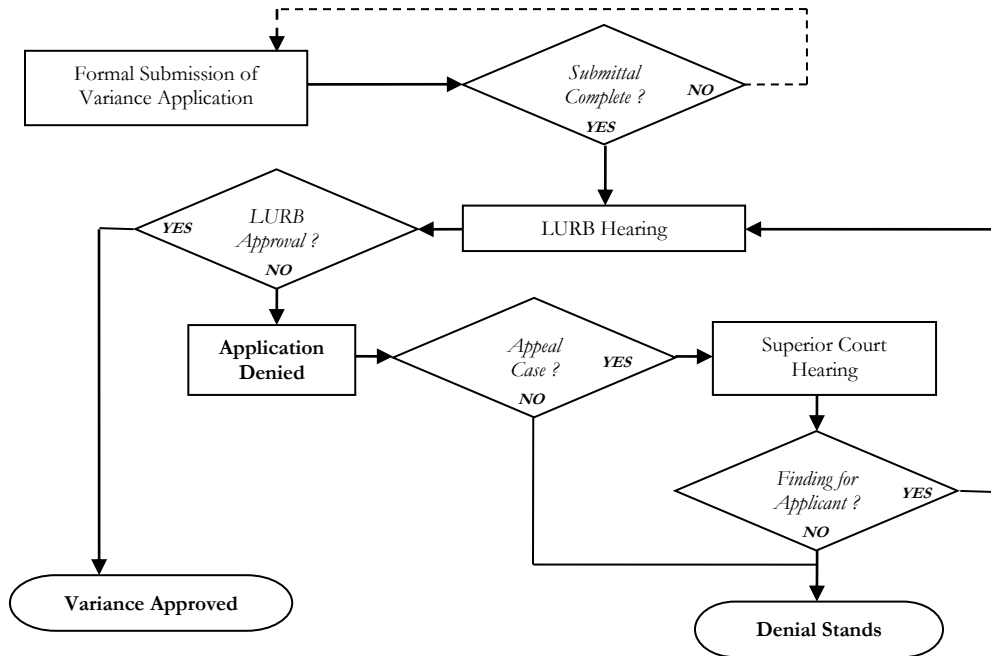 Formal Submission of
Variance Application
Submittal
Complete ?
NO
YES
LURB
Approval ?
YES
NO
LURB Hearing
Application
Denied
Appeal
Case ?
YES
NO
Superior Court
Hearing
Finding for
Applicant ?
YES
NO
Variance Approved
Denial Stands